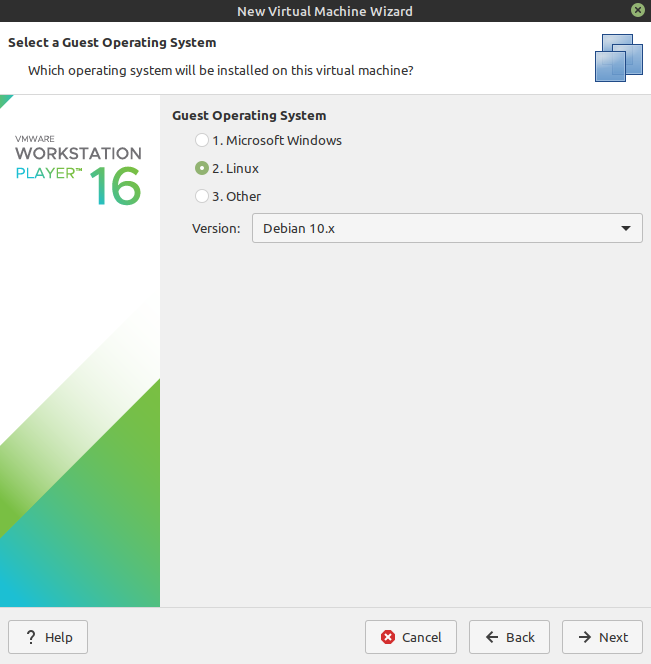 New Virtual Machine Wizard
Select a Guest Operating System
Which operating system will be installed on this virtual machine?
VMWARE
WORKSTATION
PLAYER™ 16
Guest Operating System
1. Microsoft Windows
2. Linux
3. Other
Version: Debian 10.x
? Help
Cancel
Back
Next